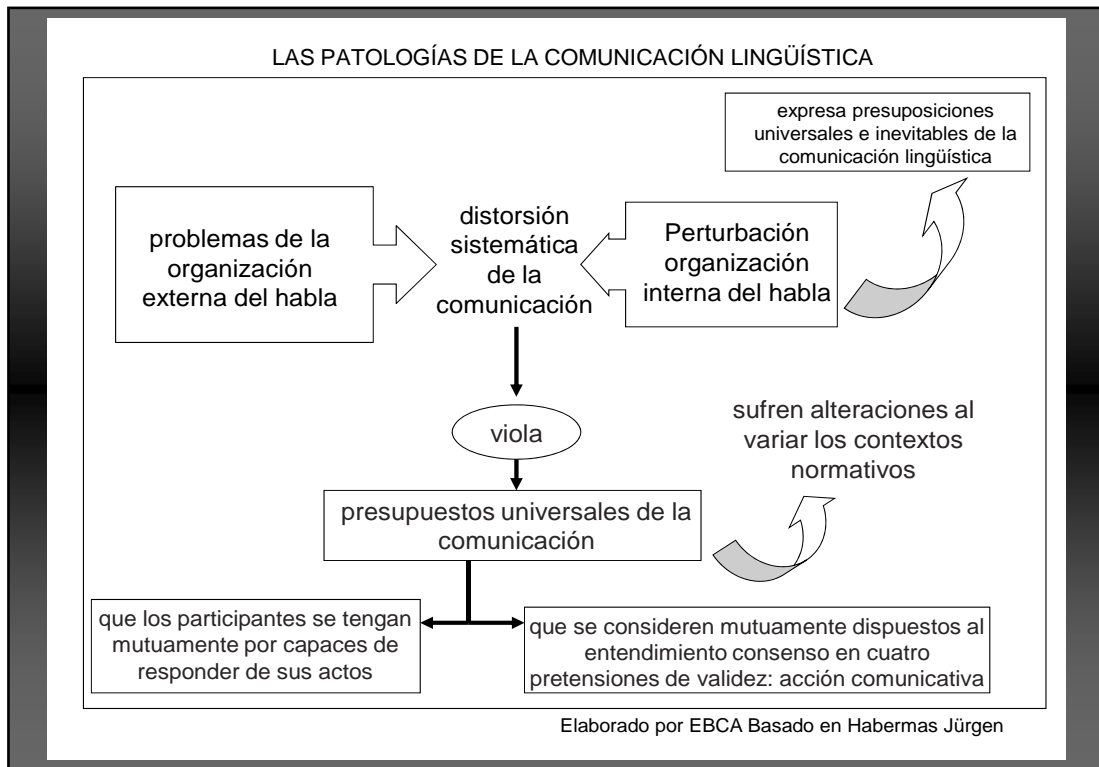 LAS PATOLOGÍAS DE LA COMUNICACIÓN LINGÜÍSTICA
expresa presuposiciones
universales e inevitables de la
comunicación lingüística
problemas de la
organización
externa del habla
distorsión
sistemática
de la
comunicación
Perturbación
organización
interna del habla
viola
sufren alteraciones al
variar los contextos
normativos
presupuestos universales de la
comunicación
que los participantes se tengan
mutuamente por capaces de
responder de sus actos
que se consideren mutuamente dispuestos al
entendimiento consenso en cuatro
pretensiones de validez: acción comunicativa
Elaborado por EBCA Basado en Habermas Jürgen